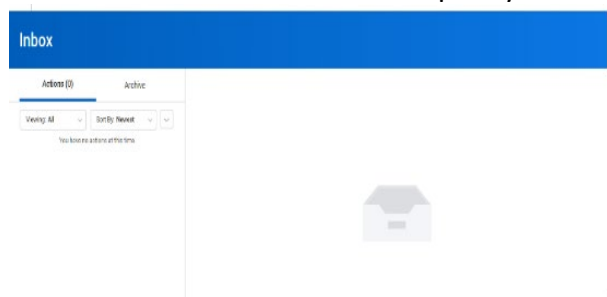 Inbox
Actions (0) Archive
Viewing: All Sort By: Newest
You have no actions at this time